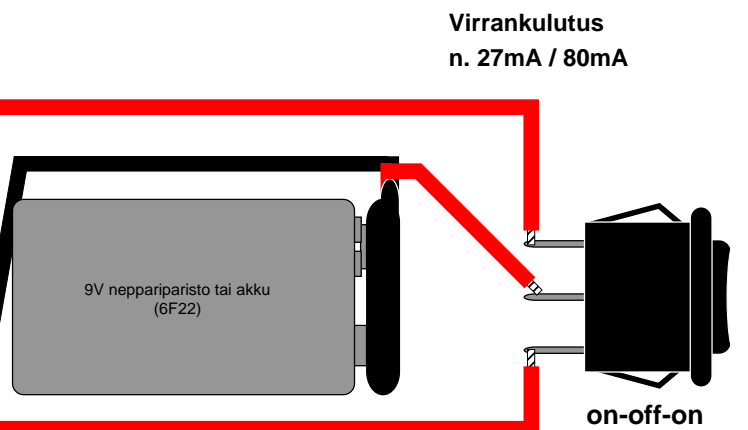 Virrankulutus
n. 27mA / 80mA
9V neppariparisto tai akku
(6F22)
on-off-on